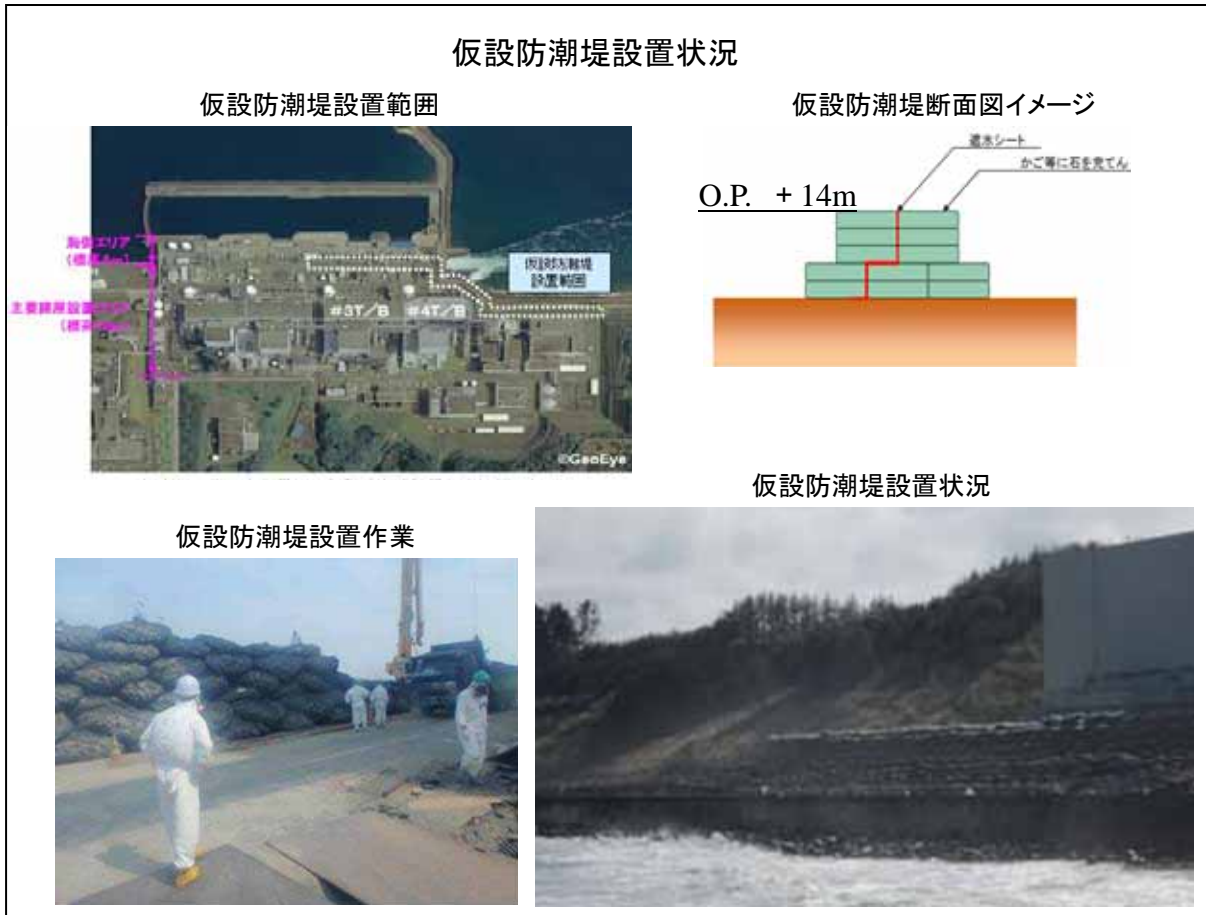 仮設防潮堤設置状況
仮設防潮堤設置範囲
仮設防潮堤断面図イメージ
遮水シート
かご等に石を充てん
O.P. + 14m
仮設防潮堤
設置範囲
#3T/B
#4T/B
©GeoEye
仮設防潮堤設置作業
仮設防潮堤設置状況